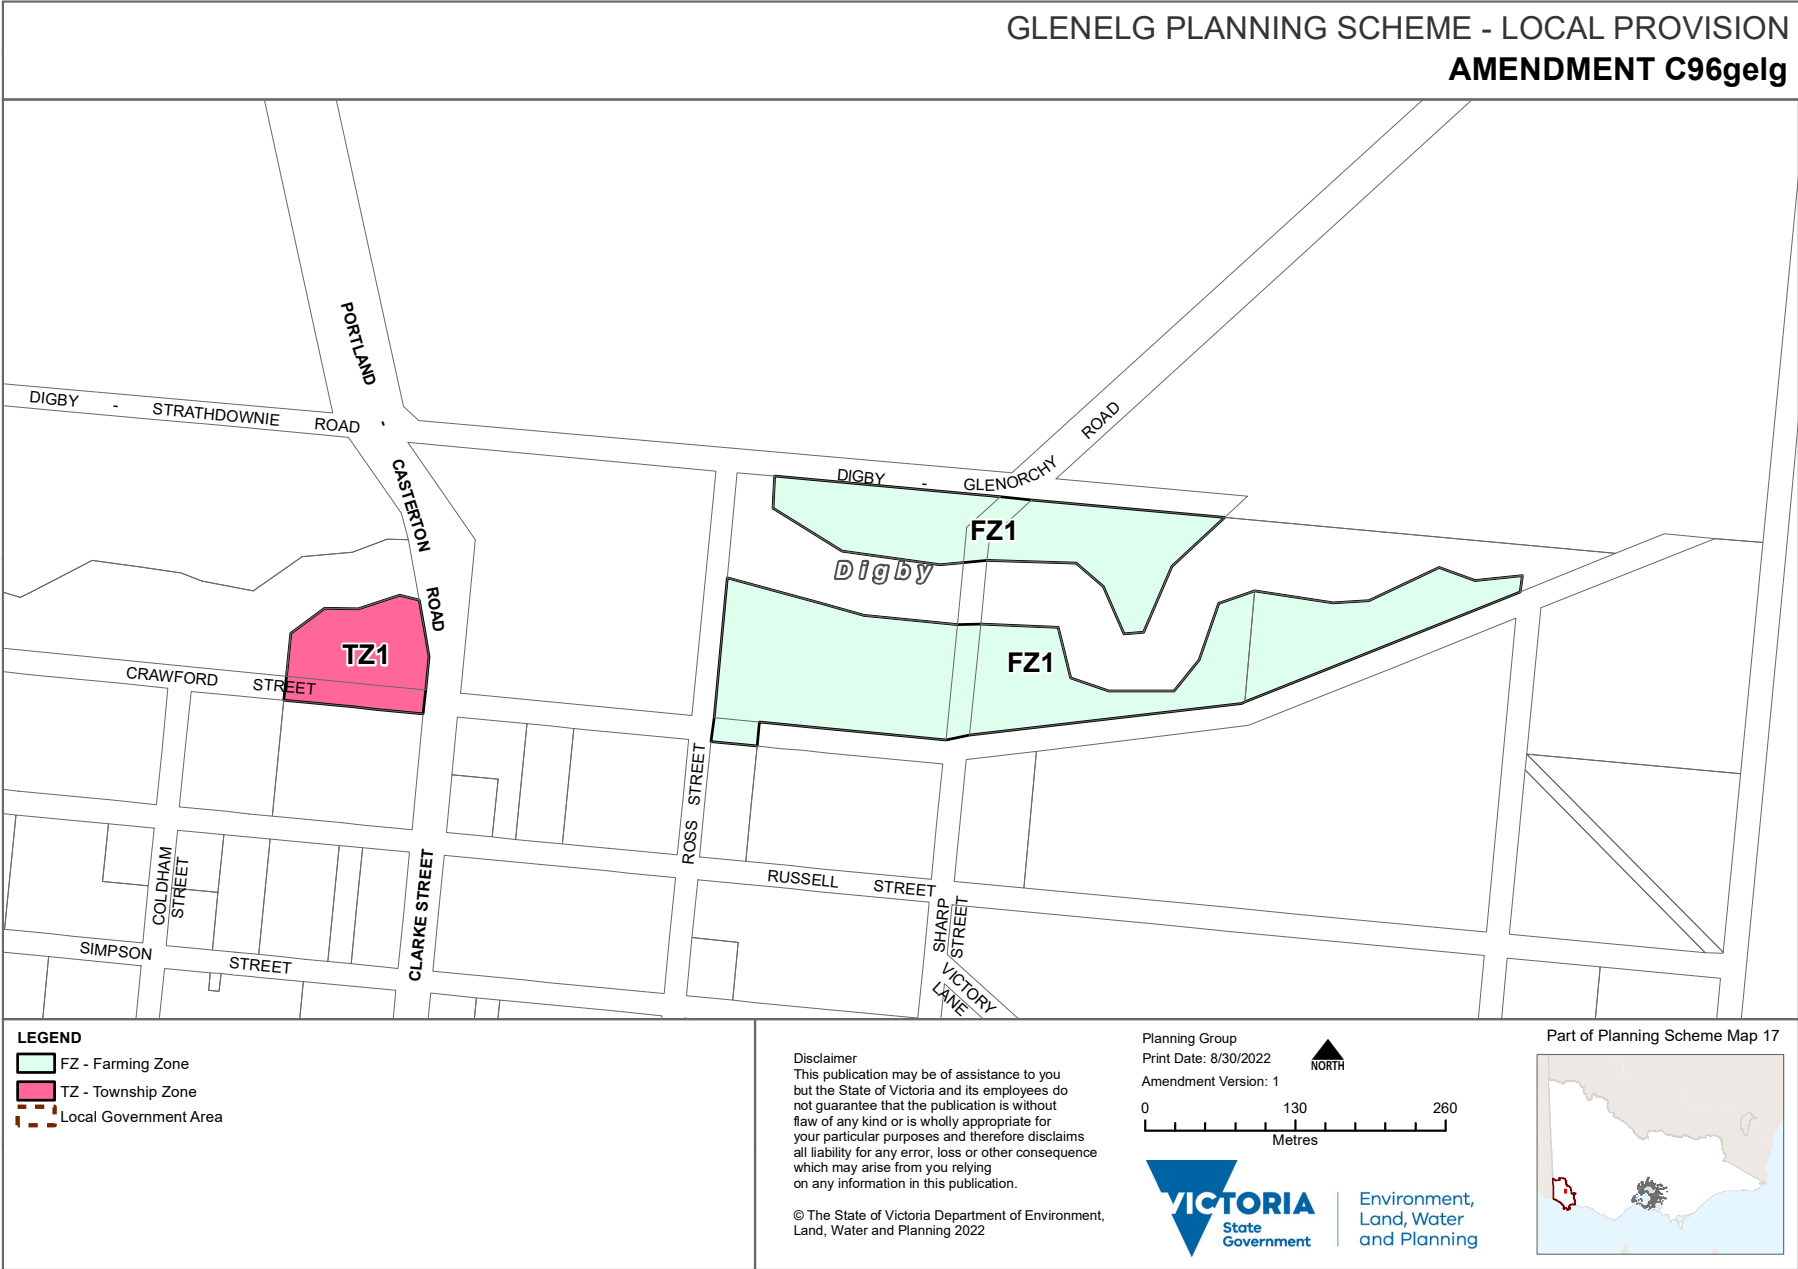 GLENELG PLANNING SCHEME - LOCAL PROVISION
AMENDMENT C96gelg
PORTLAND
-
CASTERTON
ROAD
DIGBY - STRATHDOWNIE ROAD
DIGBY - GLENORCHY
ROAD
FZ1
Digby
FZ1
TZ1
CRAWFORD STREET
ROSS STREET
RUSSELL STREET
COLDHAM
STREET
CLARKE STREET
SHARP
STREET
VICTORY
LANE
SIMPSON STREET
LEGEND
FZ - Farming Zone
TZ - Township Zone
Local Government Area
Disclaimer
This publication may be of assistance to you
but the State of Victoria and its employees do
not guarantee that the publication is without
flaw of any kind or is wholly appropriate for
your particular purposes and therefore disclaims
all liability for any error, loss or other consequence
which may arise from you relying
on any information in this publication.
© The State of Victoria Department of Environment,
Land, Water and Planning 2022
Planning Group
Print Date: 8/30/2022
Amendment Version: 1
NORTH
0 130 260
Metres
VICTORIA
State
Government
Environment,
Land, Water
and Planning
Part of Planning Scheme Map 17